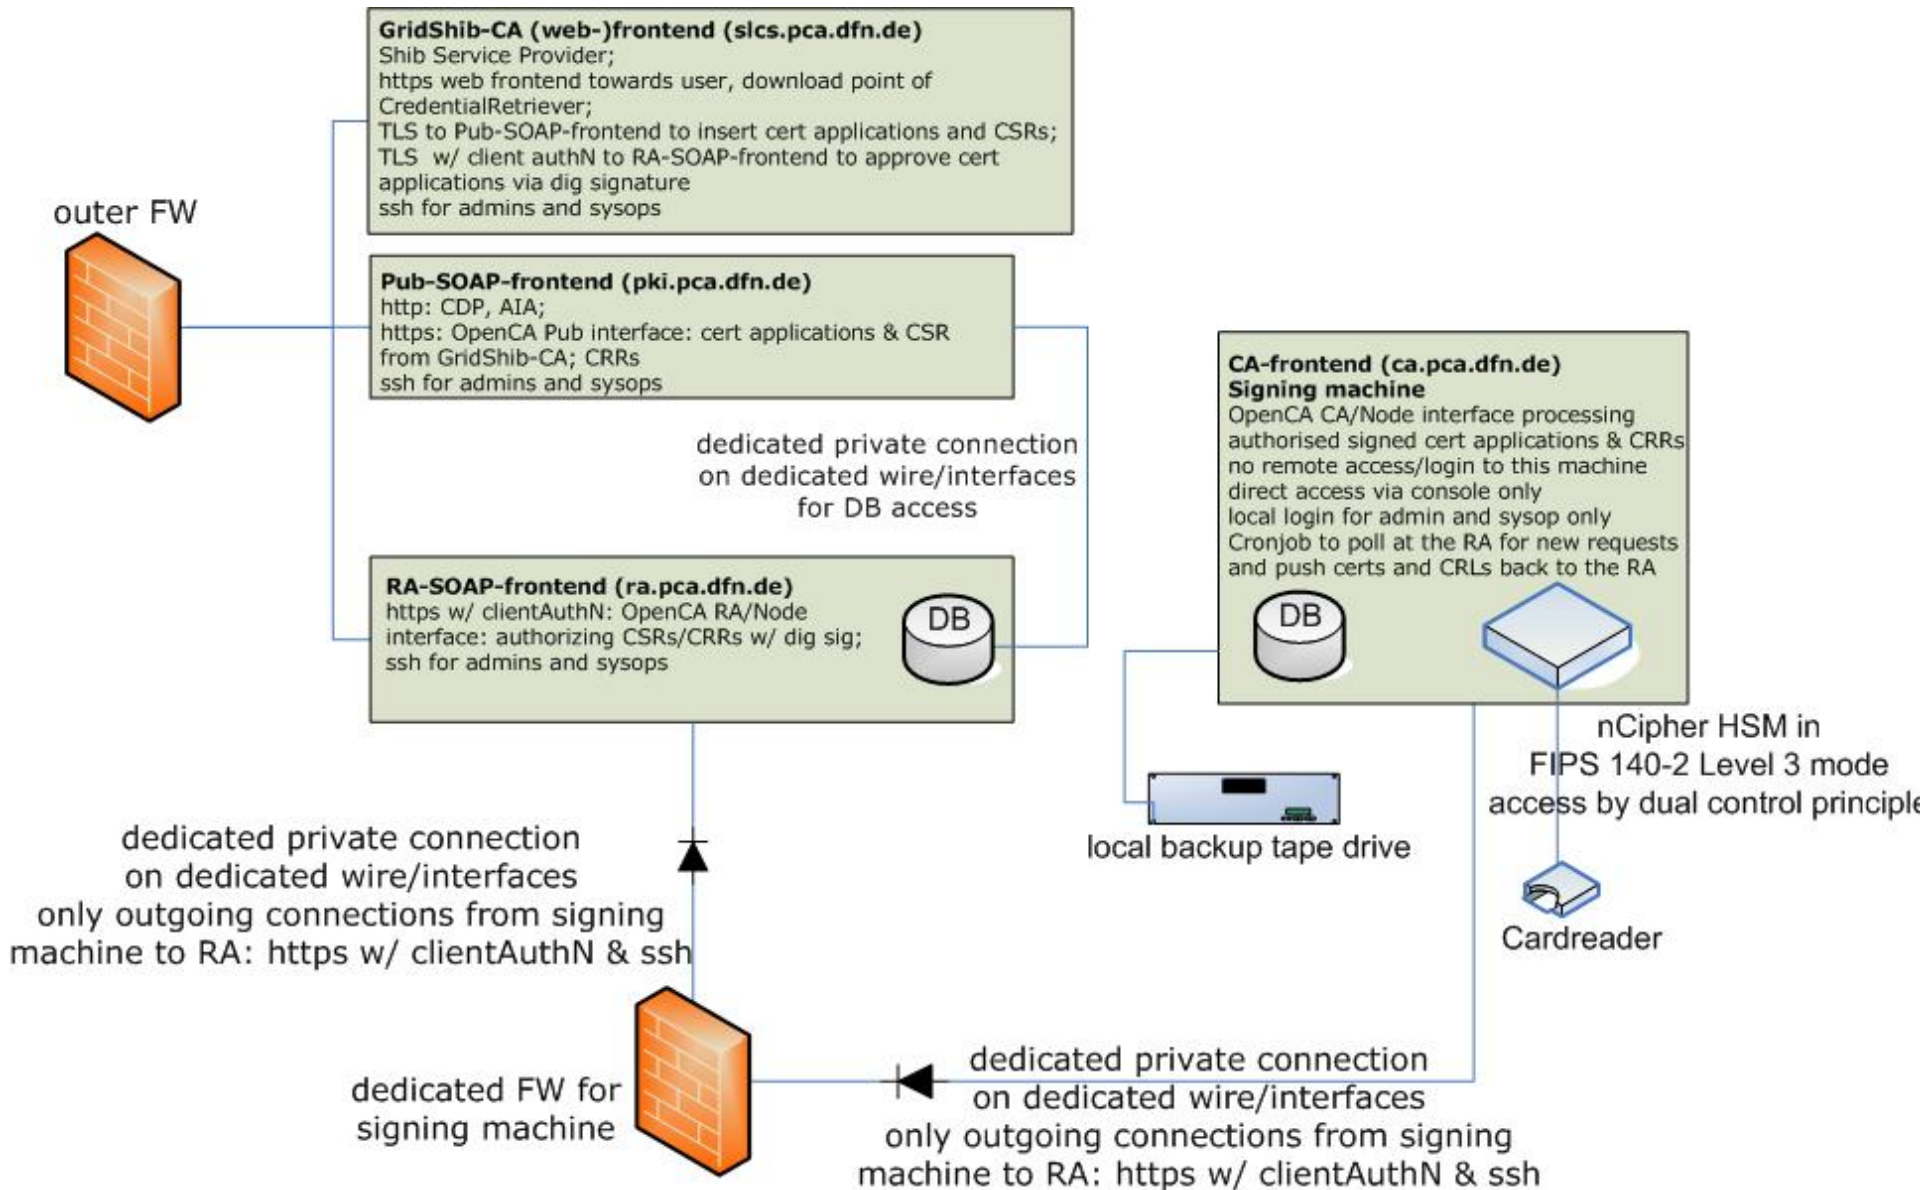 GridShib-CA (web-)frontend (slcs.pca.dfn.de)
Shib Service Provider;
https web frontend towards user, download point of
CredentialRetriever;
TLS to Pub-SOAP-frontend to insert cert applications and CSRs;
TLS w/ client authN to RA-SOAP-frontend to approve cert
applications via dig signature
ssh for admins and sysops
outer FW
Pub-SOAP-frontend (pki.pca.dfn.de)
http: CDP, AIA;
https: OpenCA Pub interface: cert applications & CSR
from GridShib-CA; CRRs
ssh for admins and sysops
dedicated private connection
on dedicated wire/interfaces
for DB access
CA-frontend (ca.pca.dfn.de)
Signing machine
OpenCA CA/Node interface processing
authorised signed cert applications & CRRs
no remote access/login to this machine
direct access via console only
local login for admin and sysop only
Cronjob to poll at the RA for new requests
and push certs and CRLs back to the RA
DB
RA-SOAP-frontend (ra.pca.dfn.de)
https w/ clientAuthN: OpenCA RA/Node
interface: authorizing CSRs/CRRs w/ dig sig;
ssh for admins and sysops
DB
nCipher HSM in
FIPS 140-2 Level 3 mode
access by dual control principle
local backup tape drive
Cardreader
dedicated private connection
on dedicated wire/interfaces
only outgoing connections from signing
machine to RA: https w/ clientAuthN & ssh
dedicated FW for
signing machine
dedicated private connection
on dedicated wire/interfaces
only outgoing connections from signing
machine to RA: https w/ clientAuthN & ssh